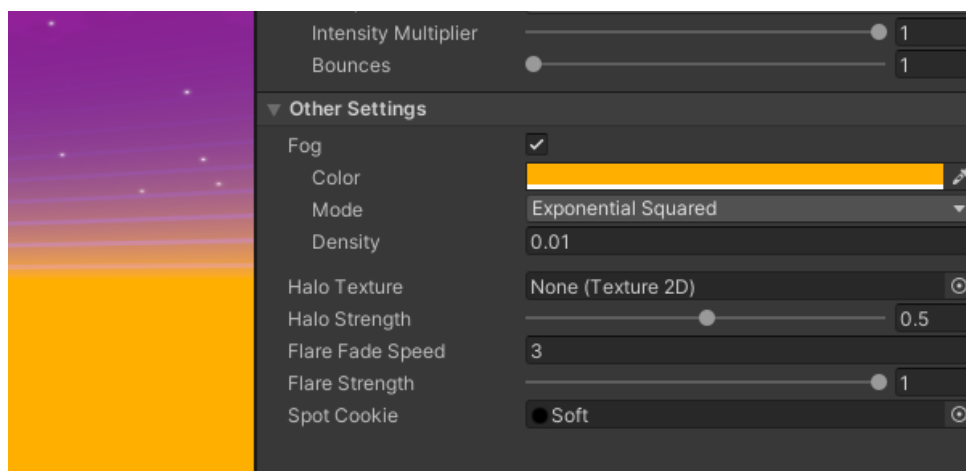 Intensity Multiplier 1
Bounces 1
Other Settings
Fog
Color
Mode Exponential Squared
Density 0.01
Halo Texture None (Texture 2D)
Halo Strength 0.5
Flare Fade Speed 3
Flare Strength 1
Spot Cookie Soft